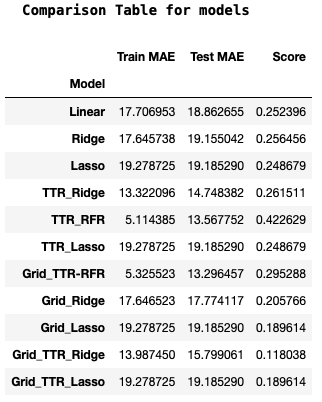 Comparison Table for models
Train MAE Test MAE Score
Model
Linear 17.706953 18.862655 0.252396
Ridge 17.645738 19.155042 0.256456
Lasso 19.278725 19.185290 0.248679
TTR_Ridge 13.322096 14.748382 0.261511
TTR_RFR 5.114385 13.567752 0.422629
TTR_Lasso 19.278725 19.185290 0.248679
Grid_TTR-RFR 5.325523 13.296457 0.295288
Grid_Ridge 17.646523 17.774117 0.205766
Grid_Lasso 19.278725 19.185290 0.189614
Grid_TTR_Ridge 13.987450 15.799061 0.118038
Grid_TTR_Lasso 19.278725 19.185290 0.189614